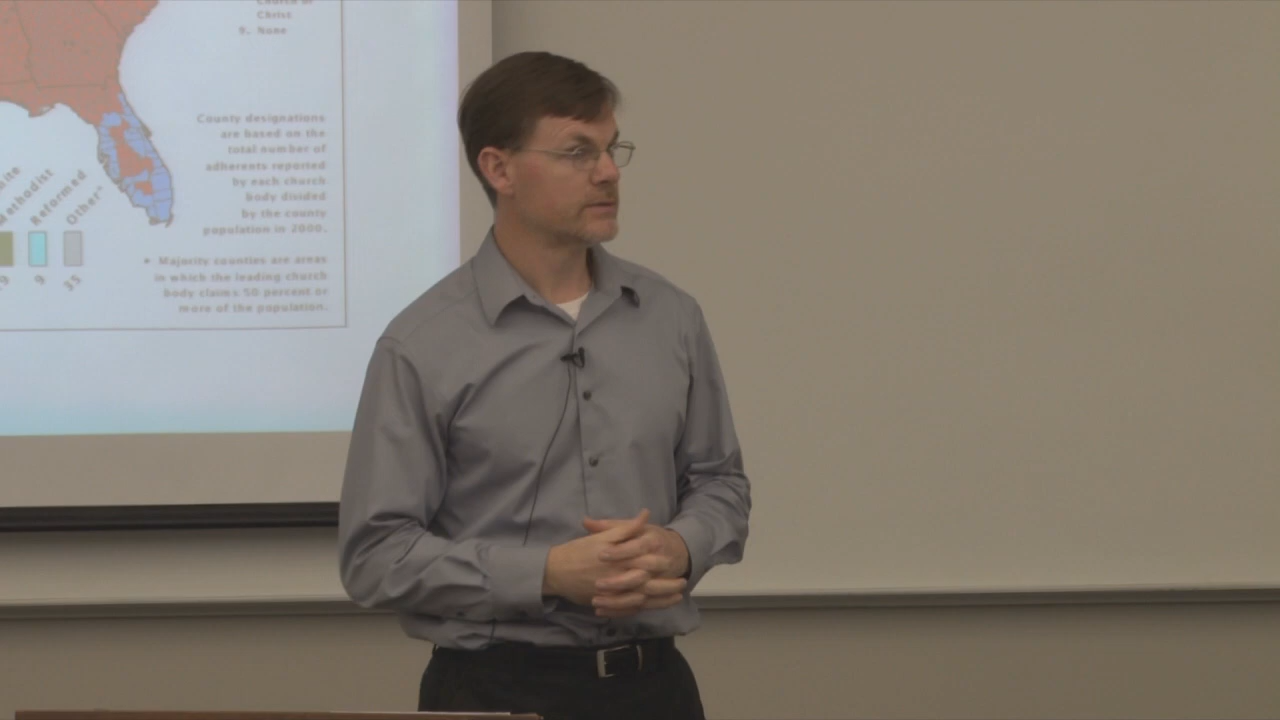 Church of
Christ
9. None
County designations
are based on the
total number of
adherents reported
by each church
body divided
by the county
population in 2000.
Methodist
Reformed
Other*
9
35
* Majority counties are areas
in which the leading church
body claims 50 percent or
more of the population.